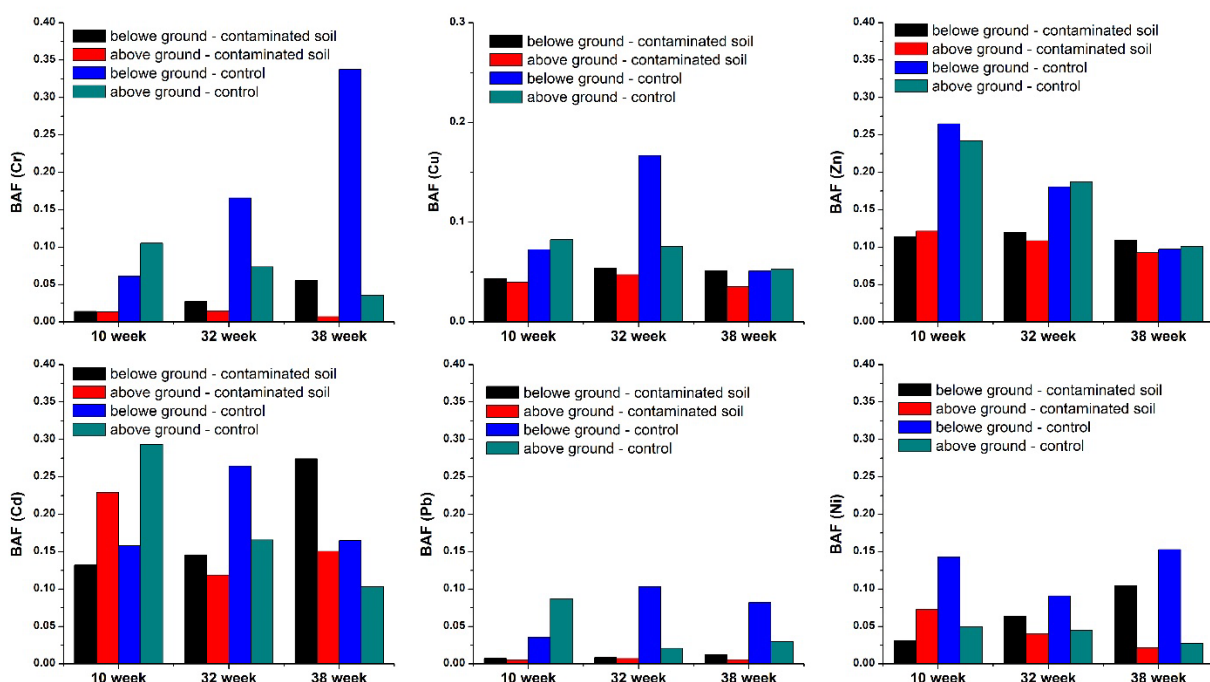 BAF (Cr)
0.40
0.35
0.30
0.25
0.20
0.15
0.10
0.05
0.00
belowe ground - contaminated soil
above ground - contaminated soil
belowe ground - control
above ground - control
10 week 32 week 38 week
BAF (Cu)
0.3
0.2
0.1
0.0
belowe ground - contaminated soil
above ground - contaminated soil
belowe ground - control
above ground - control
10 week 32 week 38 week
BAF (Zn)
0.40
0.35
0.30
0.25
0.20
0.15
0.10
0.05
0.00
belowe ground - contaminated soil
above ground - contaminated soil
belowe ground - control
above ground - control
10 week 32 week 38 week
BAF (Cd)
0.40
0.35
0.30
0.25
0.20
0.15
0.10
0.05
0.00
belowe ground - contaminated soil
above ground - contaminated soil
belowe ground - control
above ground - control
10 week 32 week 38 week
BAF (Pb)
0.40
0.35
0.30
0.25
0.20
0.15
0.10
0.05
0.00
belowe ground - contaminated soil
above ground - contaminated soil
belowe ground - control
above ground - control
10 week 32 week 38 week
BAF (Ni)
0.40
0.35
0.30
0.25
0.20
0.15
0.10
0.05
0.00
belowe ground - contaminated soil
above ground - contaminated soil
belowe ground - control
above ground - control
10 week 32 week 38 week